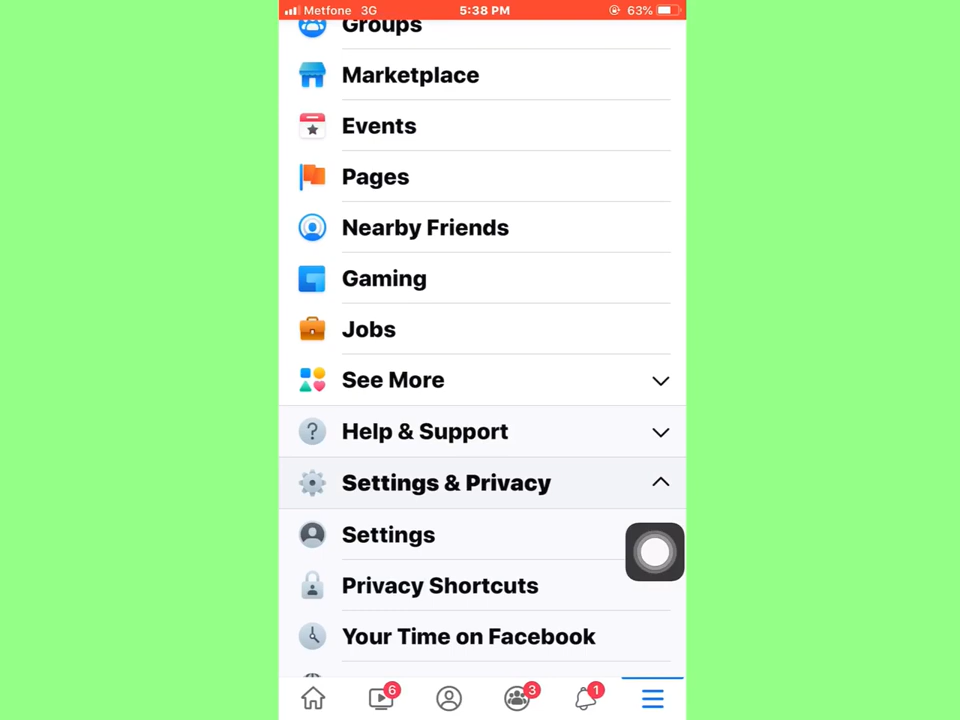 Metfone 3G 5:38 PM 63%
Groups
Marketplace
Events
Pages
Nearby Friends
Gaming
Jobs
See More
Help & Support
Settings & Privacy
Settings
Privacy Shortcuts
Your Time on Facebook
6 3 1